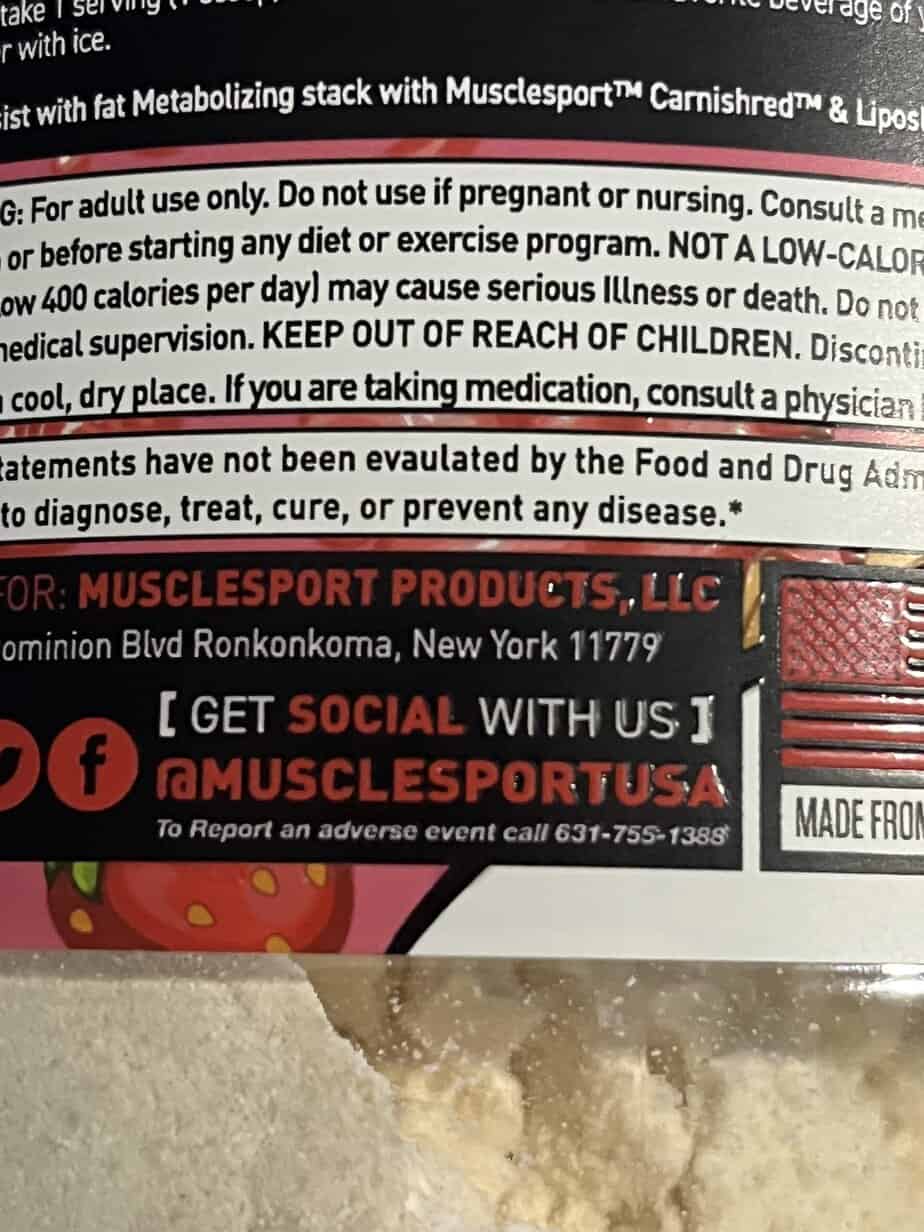 take 1 serving
r with ice.
ist with fat Metabolizing stack with Musclesport™ Carnishred™ & Lipos
G: For adult use only. Do not use if pregnant or nursing. Consult a me
or before starting any diet or exercise program. NOT A LOW-CALOR
ow 400 calories per day) may cause serious Illness or death. Do not
nedical supervision. KEEP OUT OF REACH OF CHILDREN. Disconti
cool, dry place. If you are taking medication, consult a physician
tatements have not been evaulated by the Food and Drug Adm
to diagnose, treat, cure, or prevent any disease.*
FOR: MUSCLESPORT PRODUCTS, LLC
ominion Blvd Ronkonkoma, New York 11779
[ GET SOCIAL WITH US ]
f
@MUSCLESPORTUSA
To Report an adverse event call 631-755-1388
MADE FROM